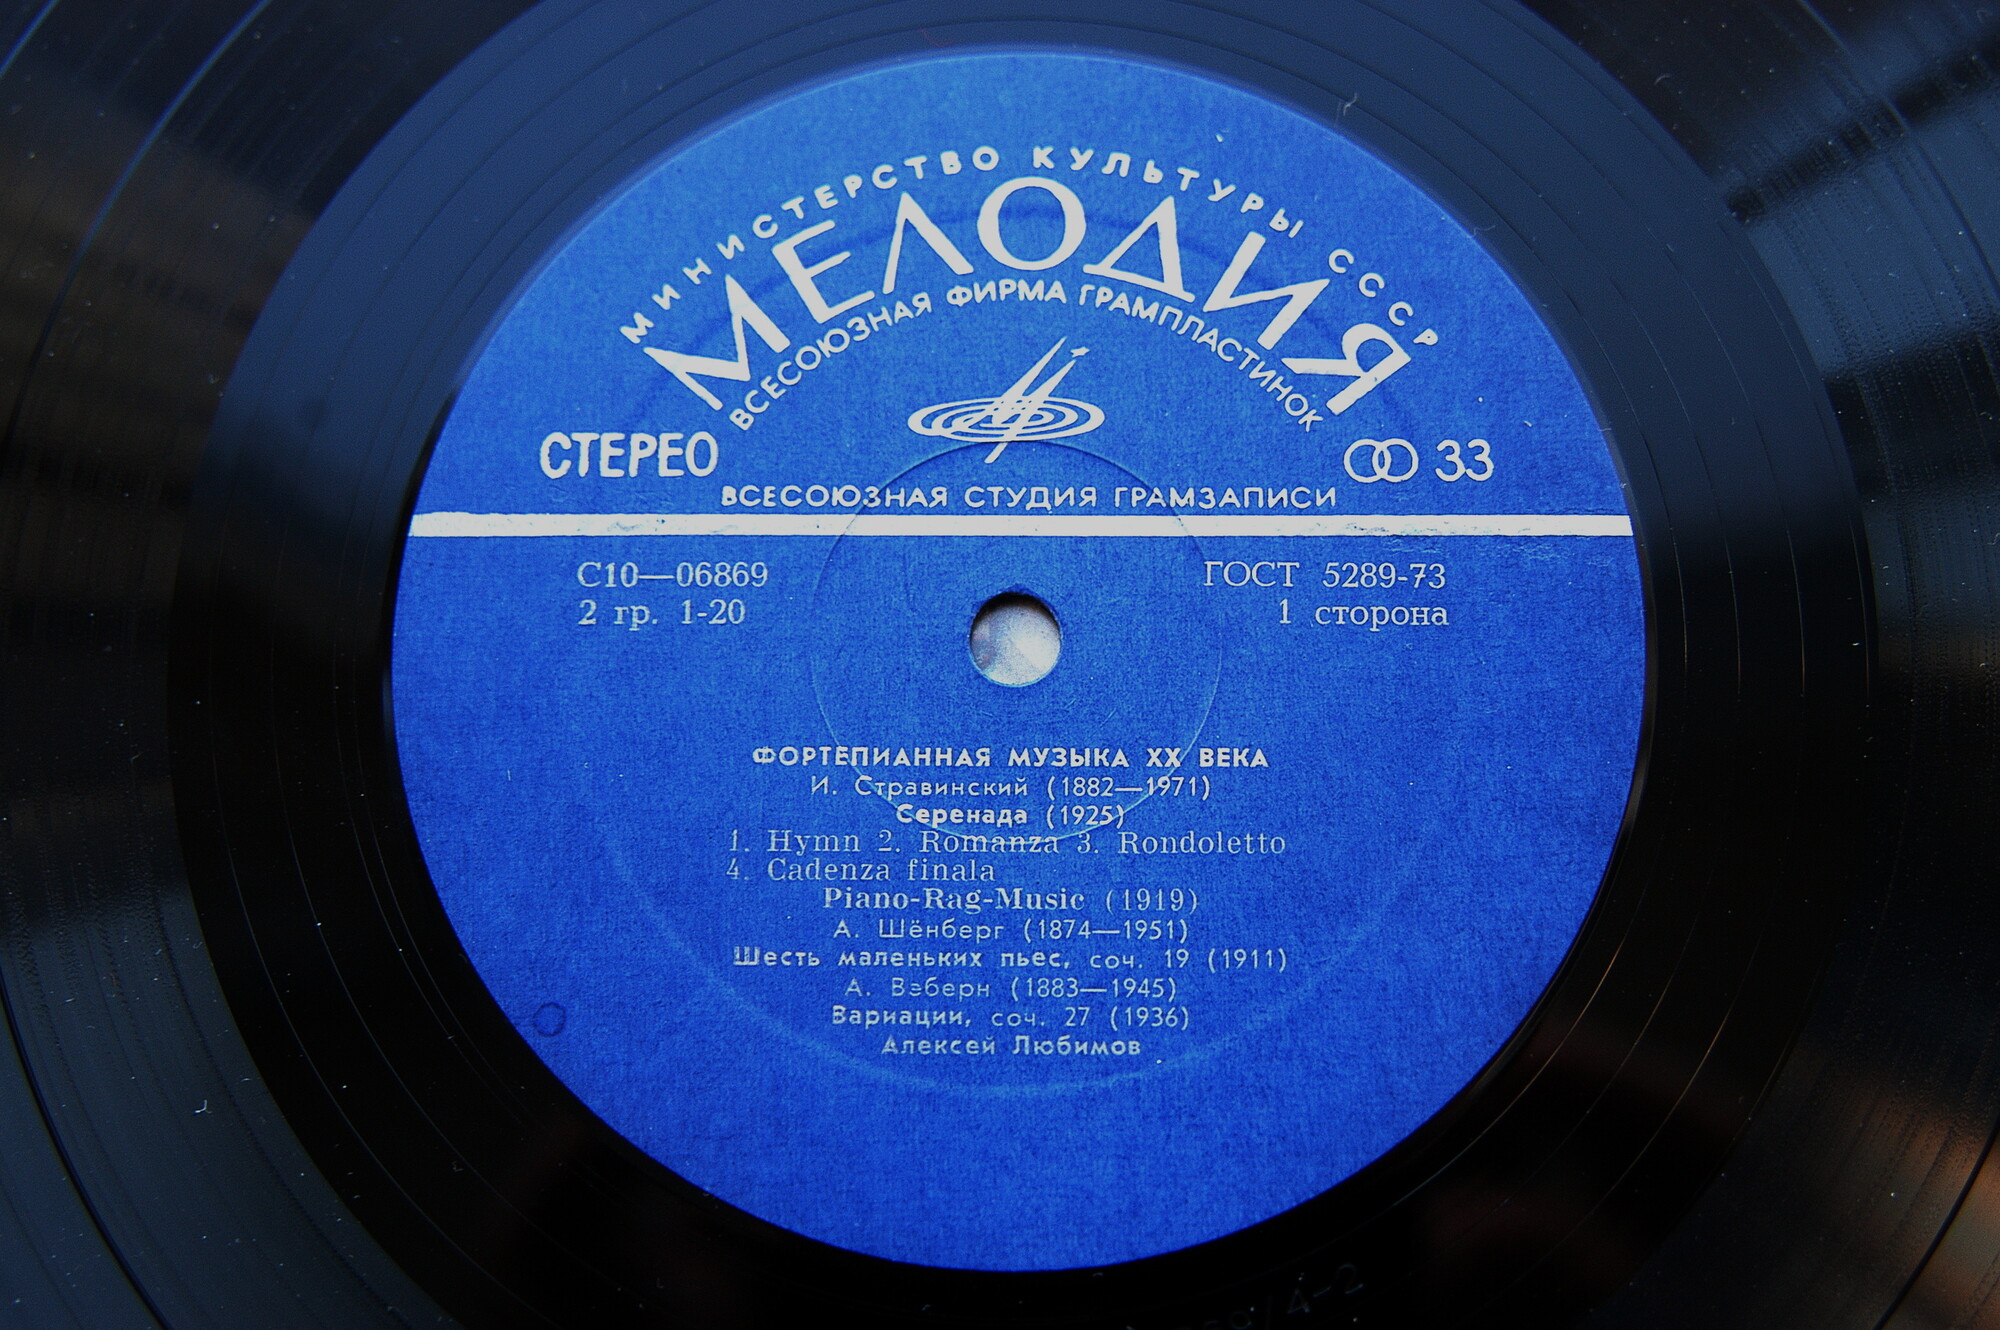 МИНИСТЕРСТВО КУЛЬТУРЫ СССР
МЕЛОДИЯ
ВСЕСОЮЗНАЯ ФИРМА ГРАМПЛАСТИНОК
СТЕРЕО 33
ВСЕСОЮЗНАЯ СТУДИЯ ГРАМЗАПИСИ
С10—06869 ГОСТ 5289-73
2 гр. 1-20 1 сторона
ФОРТЕПИАННАЯ МУЗЫКА XX ВЕКА
И. Стравинский (1882—1971)
Серенада (1925)
1. Hymn 2. Romanza 3. Rondoletto
4. Cadenza finala
Piano-Rag-Music (1919)
А. Шёнберг (1874—1951)
Шесть маленьких пьес, соч. 19 (1911)
А. Вэберн (1883—1945)
Вариации, соч. 27 (1936)
Алексей Любимов